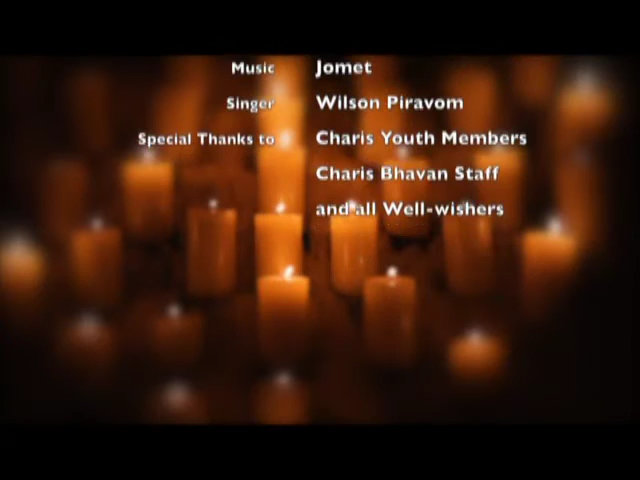 Music Jomet
Singer Wilson Piravom
Special Thanks to Charis Youth Members
Charis Bhavan Staff
and all Well-wishers